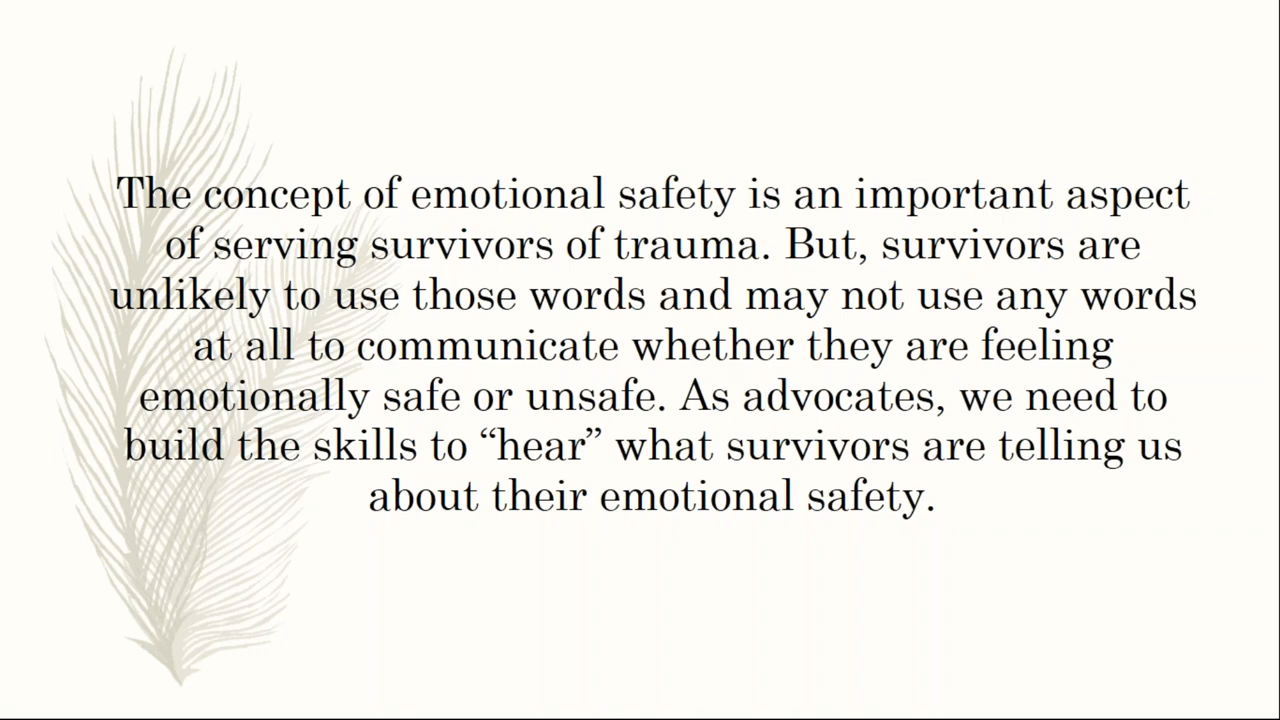 The concept of emotional safety is an important aspect
of serving survivors of trauma. But, survivors are
unlikely to use those words and may not use any words
at all to communicate whether they are feeling
emotionally safe or unsafe. As advocates, we need to
build the skills to “hear” what survivors are telling us
about their emotional safety.